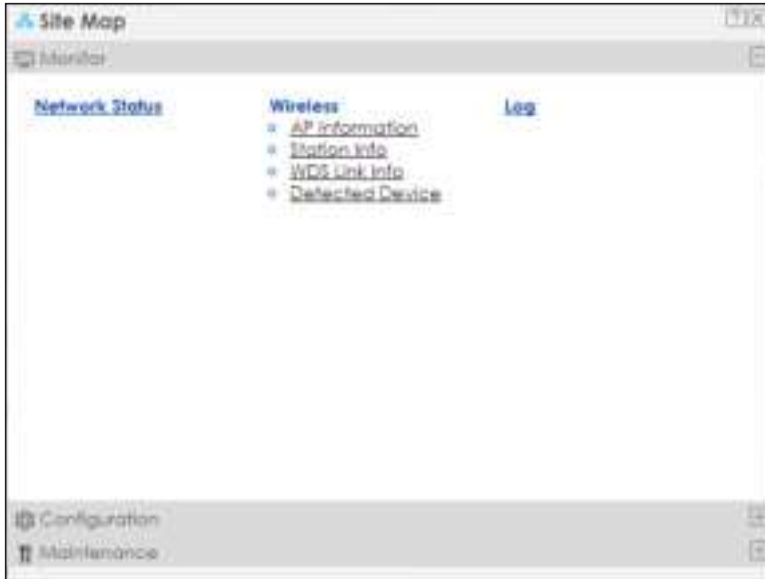 Site Map
Monitor
Network Status
Wireless
AP Information
Station Info
WDS Link Info
Detected Device
Log
Configuration
Maintenance